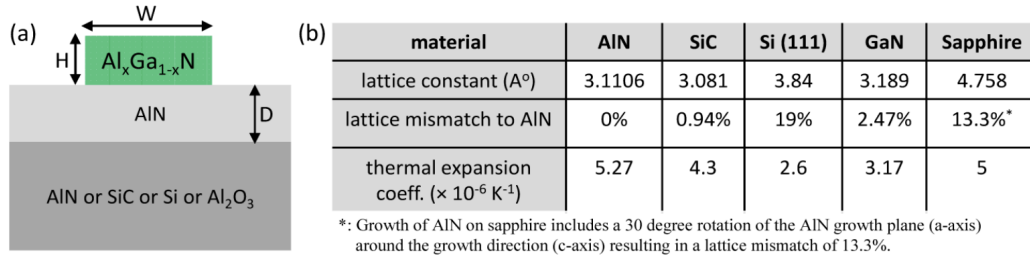 (a)
W
H
AlₓGa₁₋ₓN
AlN
D
AlN or SiC or Si or Al₂O₃
(b)
material AlN SiC Si (111) GaN Sapphire
lattice constant (Aᵒ) 3.1106 3.081 3.84 3.189 4.758
lattice mismatch to AlN 0% 0.94% 19% 2.47% 13.3%*
thermal expansion
coeff. (× 10⁻⁶ K⁻¹) 5.27 4.3 2.6 3.17 5
*: Growth of AlN on sapphire includes a 30 degree rotation of the AlN growth plane (a-axis)
around the growth direction (c-axis) resulting in a lattice mismatch of 13.3%.